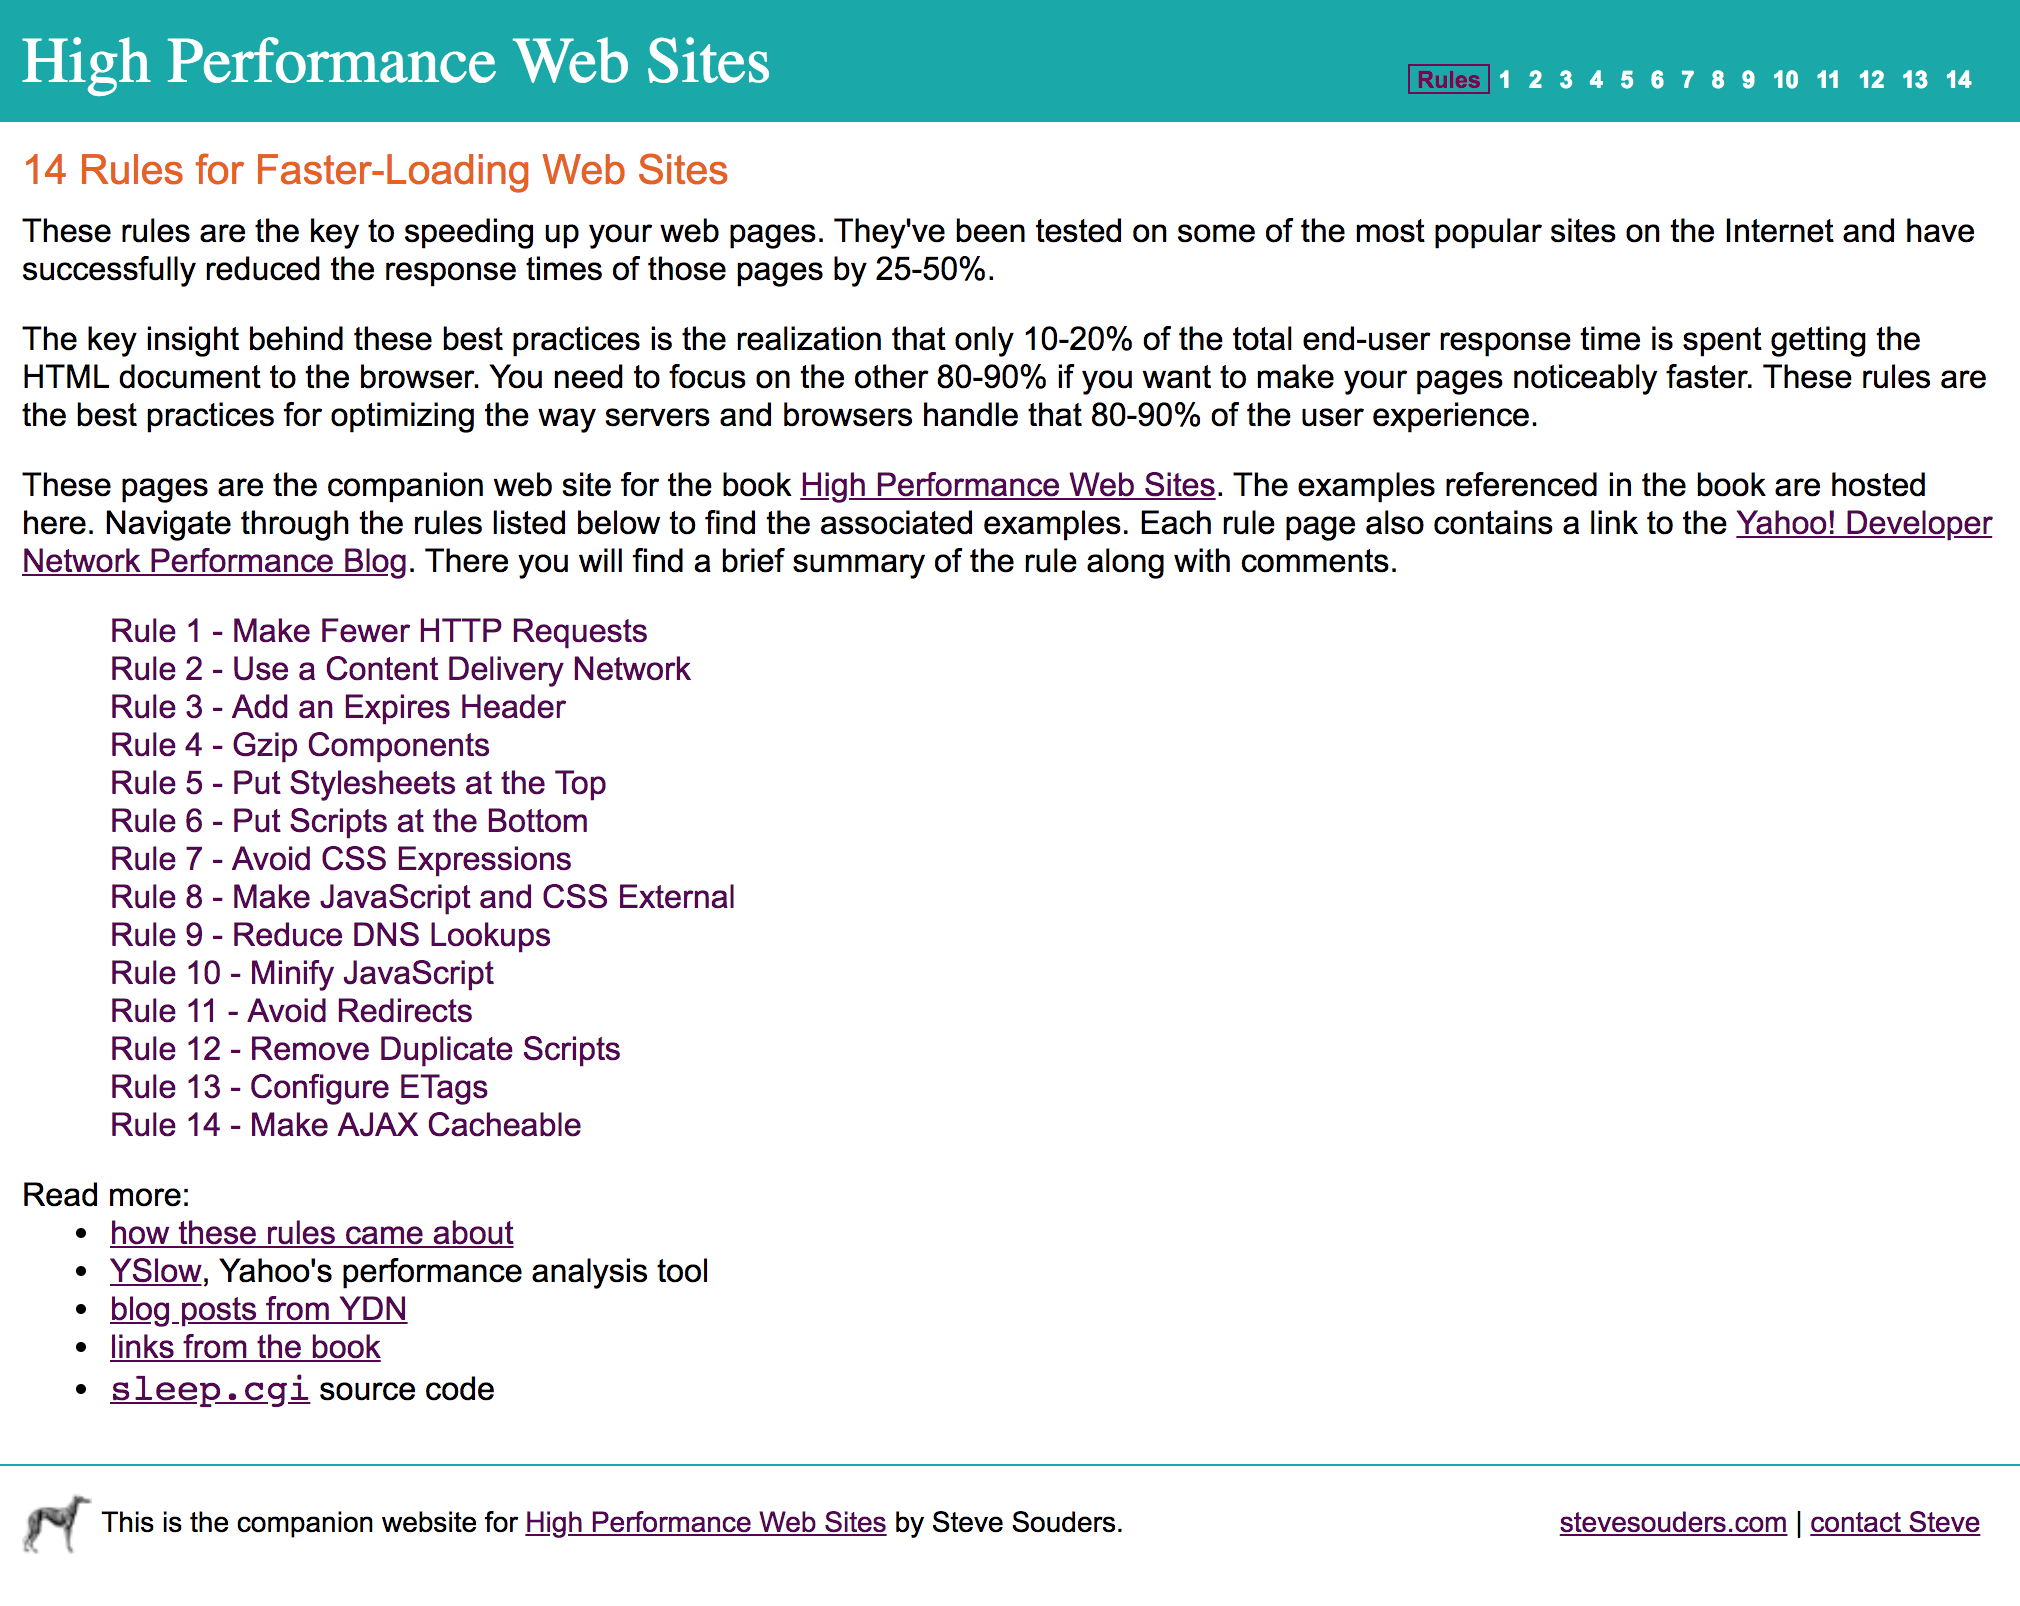 High Performance Web Sites
Rules 1 2 3 4 5 6 7 8 9 10 11 12 13 14
14 Rules for Faster-Loading Web Sites
These rules are the key to speeding up your web pages. They've been tested on some of the most popular sites on the Internet and have
successfully reduced the response times of those pages by 25-50%.
The key insight behind these best practices is the realization that only 10-20% of the total end-user response time is spent getting the
HTML document to the browser. You need to focus on the other 80-90% if you want to make your pages noticeably faster. These rules are
the best practices for optimizing the way servers and browsers handle that 80-90% of the user experience.
These pages are the companion web site for the book High Performance Web Sites. The examples referenced in the book are hosted
here. Navigate through the rules listed below to find the associated examples. Each rule page also contains a link to the Yahoo! Developer
Network Performance Blog. There you will find a brief summary of the rule along with comments.
Rule 1 - Make Fewer HTTP Requests
Rule 2 - Use a Content Delivery Network
Rule 3 - Add an Expires Header
Rule 4 - Gzip Components
Rule 5 - Put Stylesheets at the Top
Rule 6 - Put Scripts at the Bottom
Rule 7 - Avoid CSS Expressions
Rule 8 - Make JavaScript and CSS External
Rule 9 - Reduce DNS Lookups
Rule 10 - Minify JavaScript
Rule 11 - Avoid Redirects
Rule 12 - Remove Duplicate Scripts
Rule 13 - Configure ETags
Rule 14 - Make AJAX Cacheable
Read more:
• how these rules came about
• YSlow, Yahoo's performance analysis tool
• blog posts from YDN
• links from the book
• sleep.cgi source code
This is the companion website for High Performance Web Sites by Steve Souders.
stevesouders.com | contact Steve